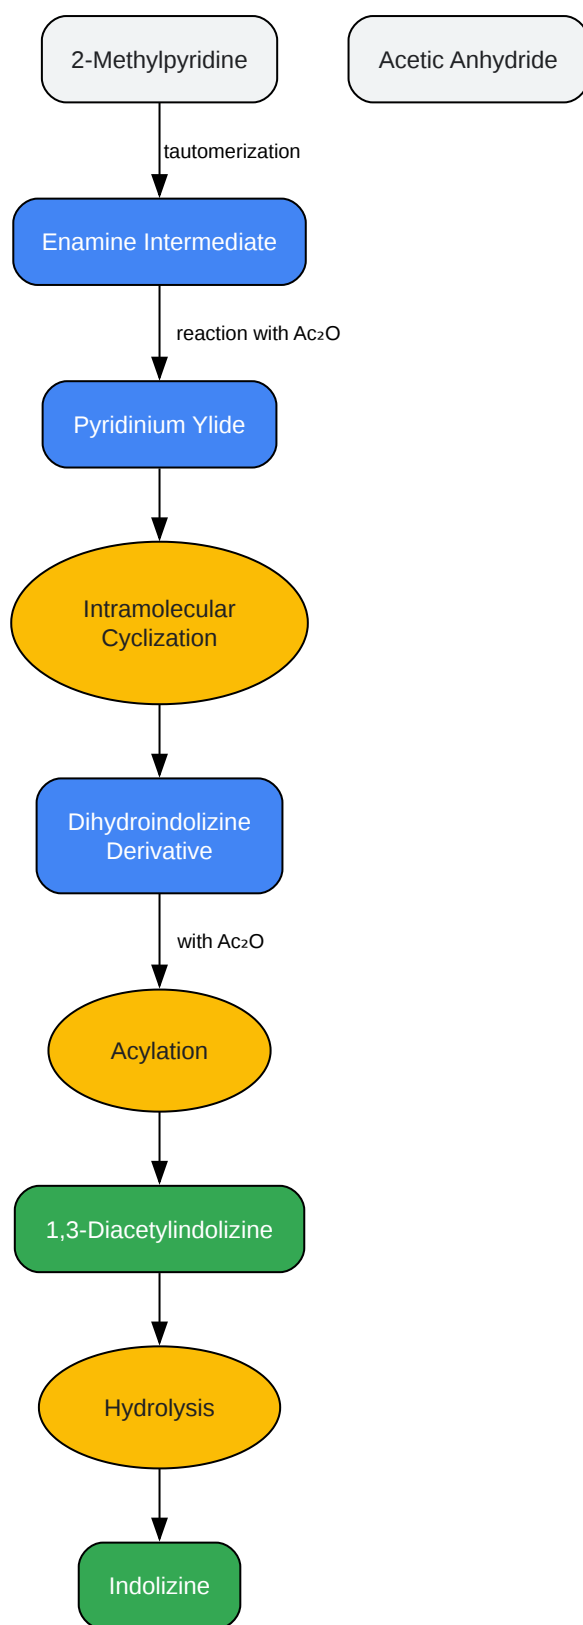 2-Methylpyridine
Acetic Anhydride
tautomerization
Enamine Intermediate
reaction with Ac₂O
Pyridinium Ylide
Intramolecular
Cyclization
Dihydroindolizine
Derivative
with Ac₂O
Acylation
1,3-Diacetylindolizine
Hydrolysis
Indolizine